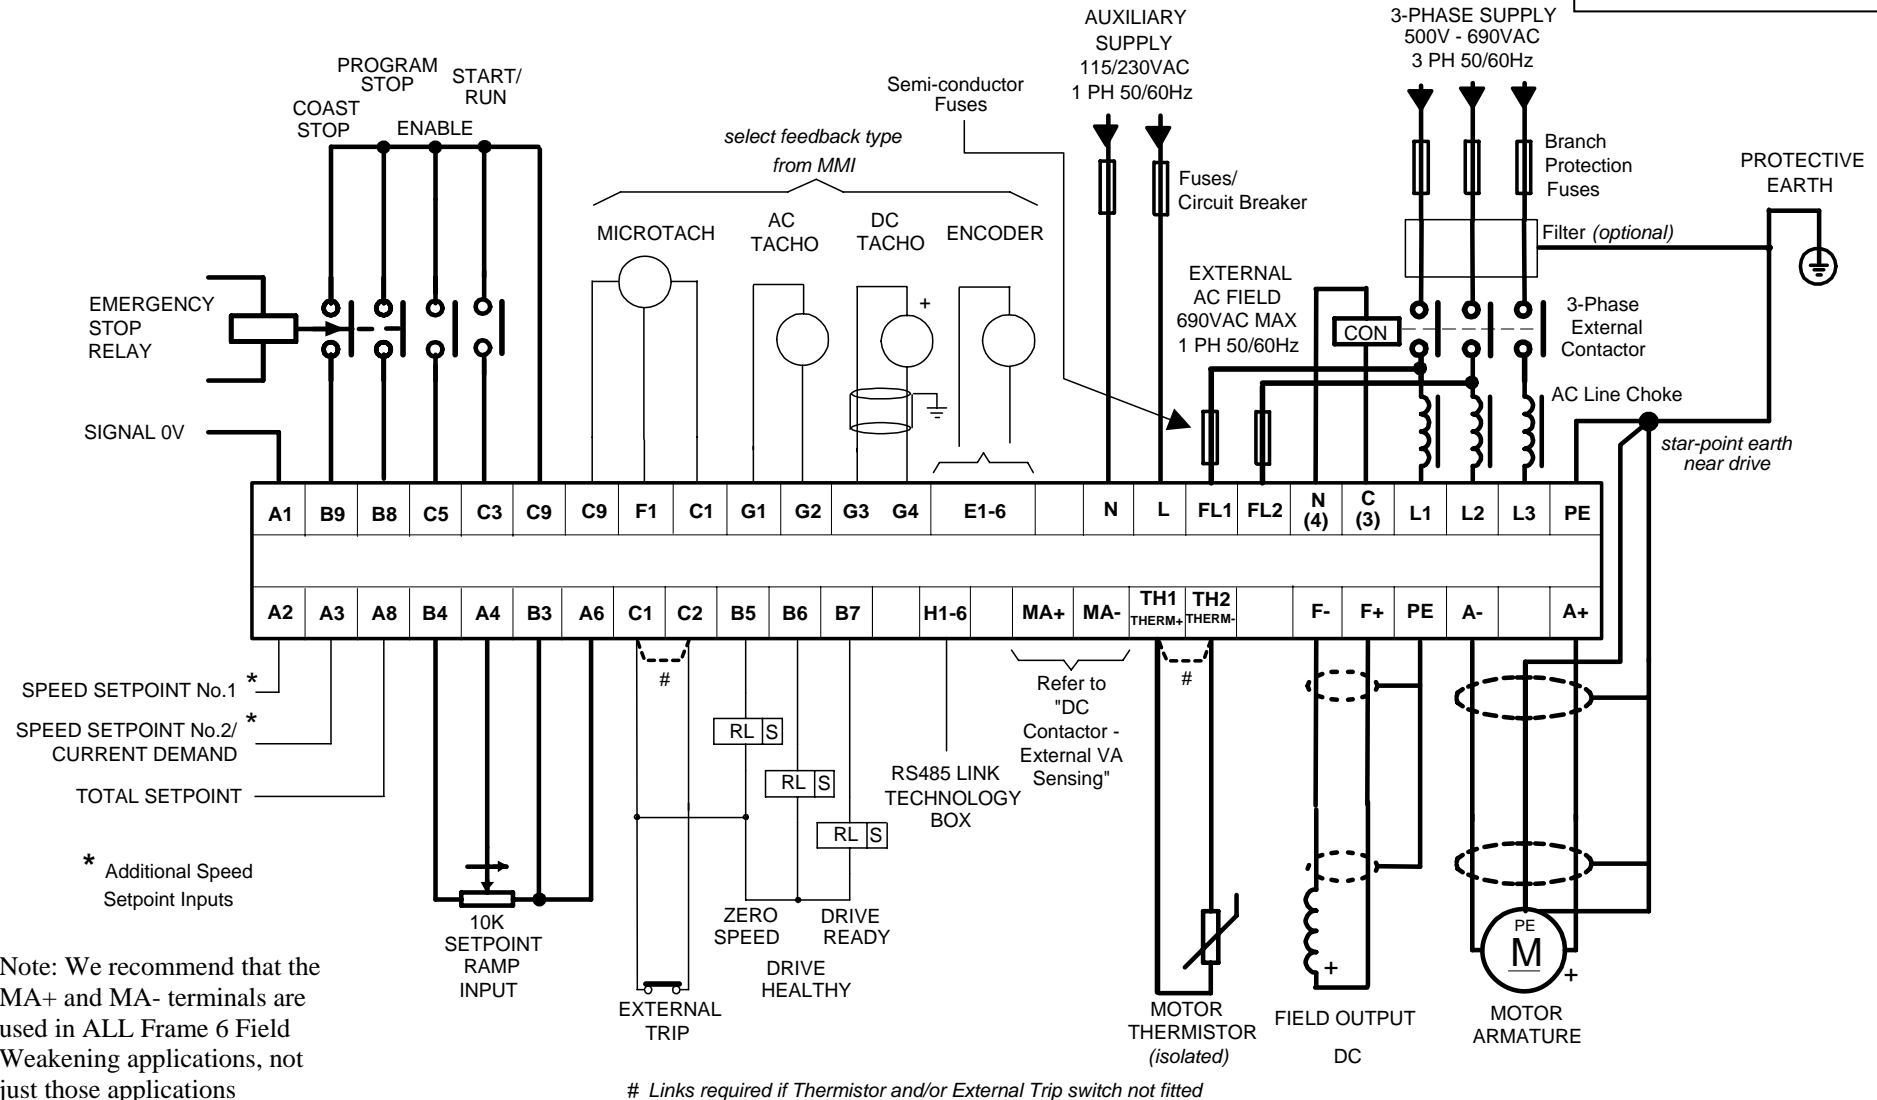 AUXILIARY
SUPPLY
115/230VAC
1 PH 50/60Hz
3-PHASE SUPPLY
500V - 690VAC
3 PH 50/60Hz
PROGRAM
STOP
START/
RUN
COAST
STOP
ENABLE
Semi-conductor
Fuses
select feedback type
from MMI
Fuses/
Circuit Breaker
Branch
Protection
Fuses
PROTECTIVE
EARTH
MICROTACH
AC
TACHO
DC
TACHO
ENCODER
Filter (optional)
EXTERNAL
AC FIELD
690VAC MAX
1 PH 50/60Hz
+
CON
3-Phase
External
Contactor
EMERGENCY
STOP
RELAY
AC Line Choke
SIGNAL 0V
star-point earth
near drive
A1 B9 B8 C5 C3 C9 C9 F1 C1 G1 G2 G3 G4 E1-6 N L FL1 FL2 N (4) C (3) L1 L2 L3 PE
A2 A3 A8 B4 A4 B3 A6 C1 C2 B5 B6 B7 H1-6 MA+ MA- TH1 THERM+ TH2 THERM- F- F+ PE A- A+
SPEED SETPOINT No.1 *
SPEED SETPOINT No.2/ *
CURRENT DEMAND
TOTAL SETPOINT
#
#
RL S
RL S
RL S
RS485 LINK
TECHNOLOGY
BOX
Refer to
"DC
Contactor -
External VA
Sensing"
* Additional Speed
Setpoint Inputs
10K
SETPOINT
RAMP
INPUT
ZERO
SPEED
DRIVE
READY
DRIVE
HEALTHY
EXTERNAL
TRIP
MOTOR
THERMISTOR
(isolated)
+
FIELD OUTPUT
DC
PE
M
+
MOTOR
ARMATURE
Note: We recommend that the
MA+ and MA- terminals are
used in ALL Frame 6 Field
Weakening applications, not
just those applications
# Links required if Thermistor and/or External Trip switch not fitted